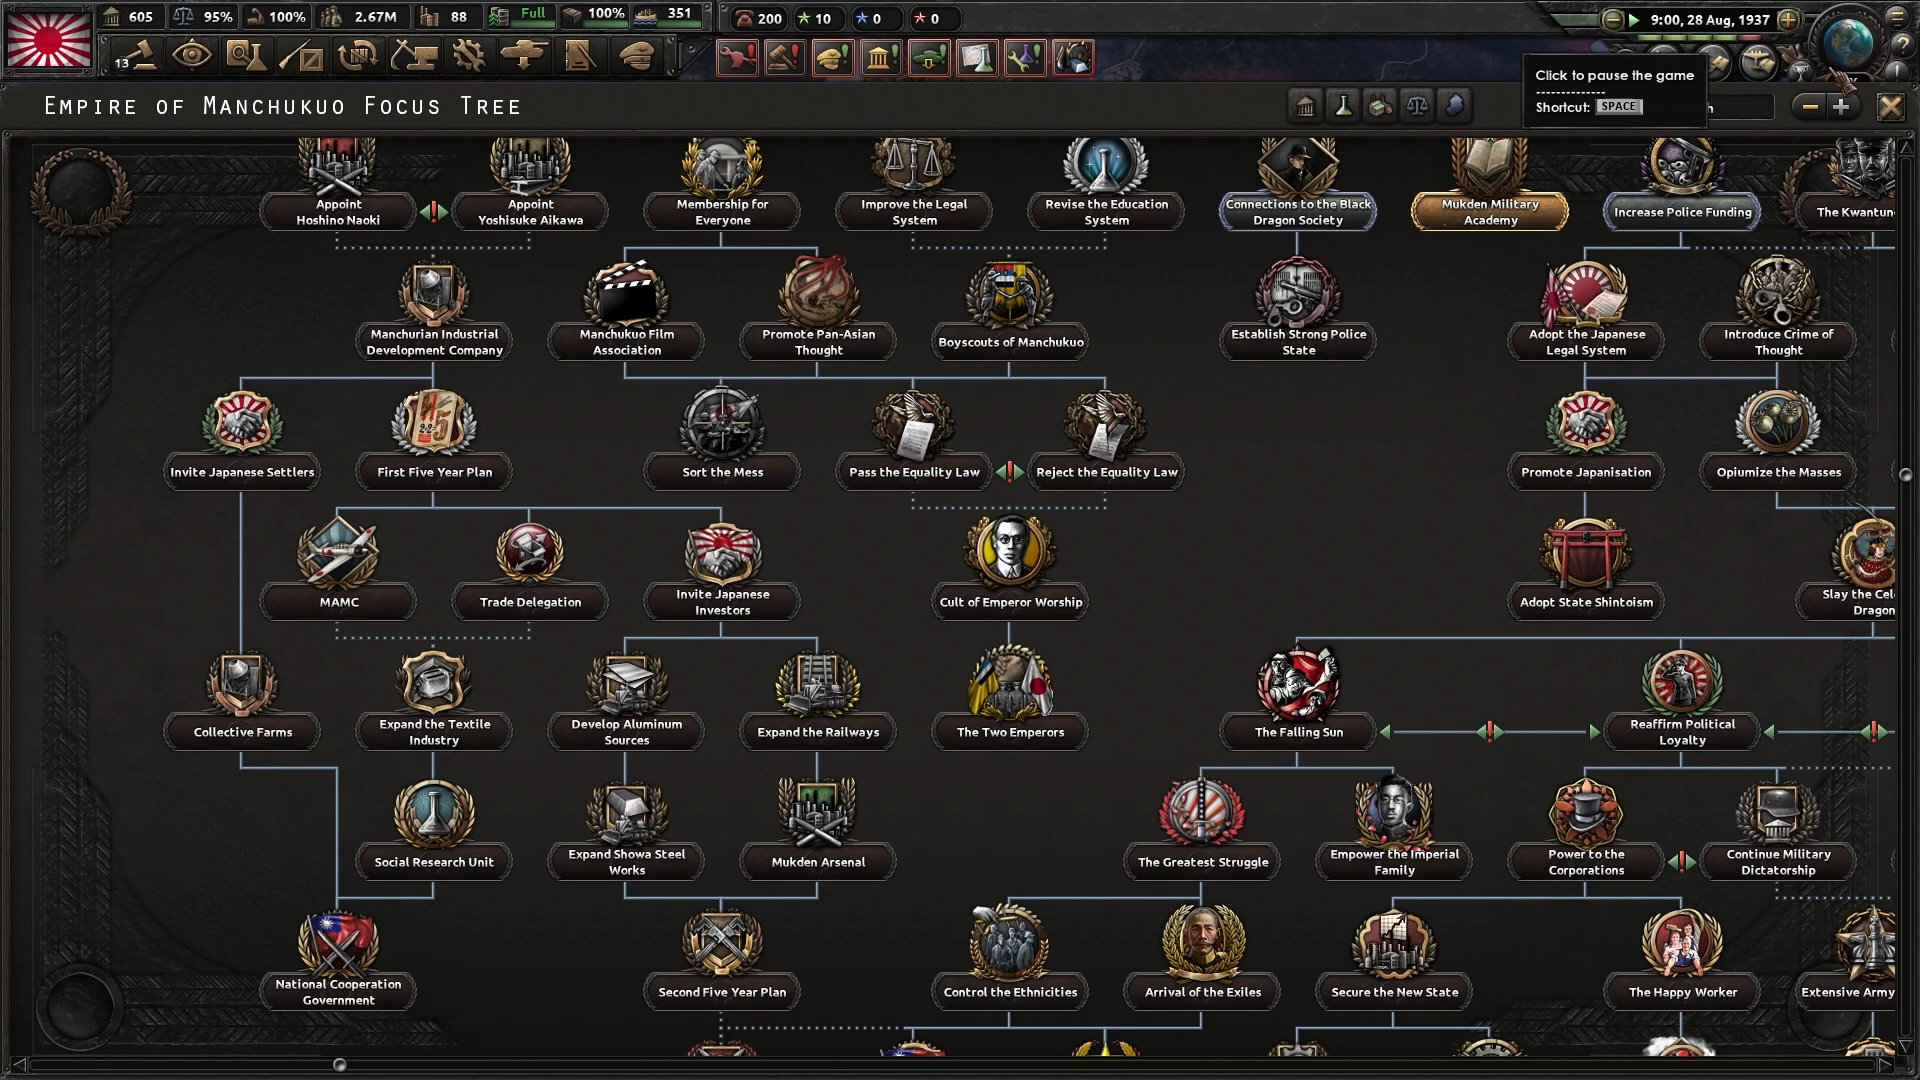 605
95%
100%
2.67M
88
Full
100%
351
200
10
0
0
9:00, 28 Aug, 1937
13
Click to pause the game
--------------
Shortcut: SPACE
Empire of Manchukuo Focus Tree
Appoint
Hoshino Naoki
Appoint
Yoshisuke Aikawa
Membership for
Everyone
Improve the Legal
System
Revise the Education
System
Connections to the Black
Dragon Society
Mukden Military
Academy
Increase Police Funding
The Kwantun
Manchurian Industrial
Development Company
Manchukuo Film
Association
Promote Pan-Asian
Thought
Boyscouts of Manchukuo
Establish Strong Police
State
Adopt the Japanese
Legal System
Introduce Crime of
Thought
Invite Japanese Settlers
First Five Year Plan
Sort the Mess
Pass the Equality Law
Reject the Equality Law
Promote Japanisation
Opiumize the Masses
MAMC
Trade Delegation
Invite Japanese
Investors
Cult of Emperor Worship
Adopt State Shintoism
Slay the Cel
Dragon
Collective Farms
Expand the Textile
Industry
Develop Aluminum
Sources
Expand the Railways
The Two Emperors
The Falling Sun
Reaffirm Political
Loyalty
Social Research Unit
Expand Showa Steel
Works
Mukden Arsenal
The Greatest Struggle
Empower the Imperial
Family
Power to the
Corporations
Continue Military
Dictatorship
National Cooperation
Government
Second Five Year Plan
Control the Ethnicities
Arrival of the Exiles
Secure the New State
The Happy Worker
Extensive Army